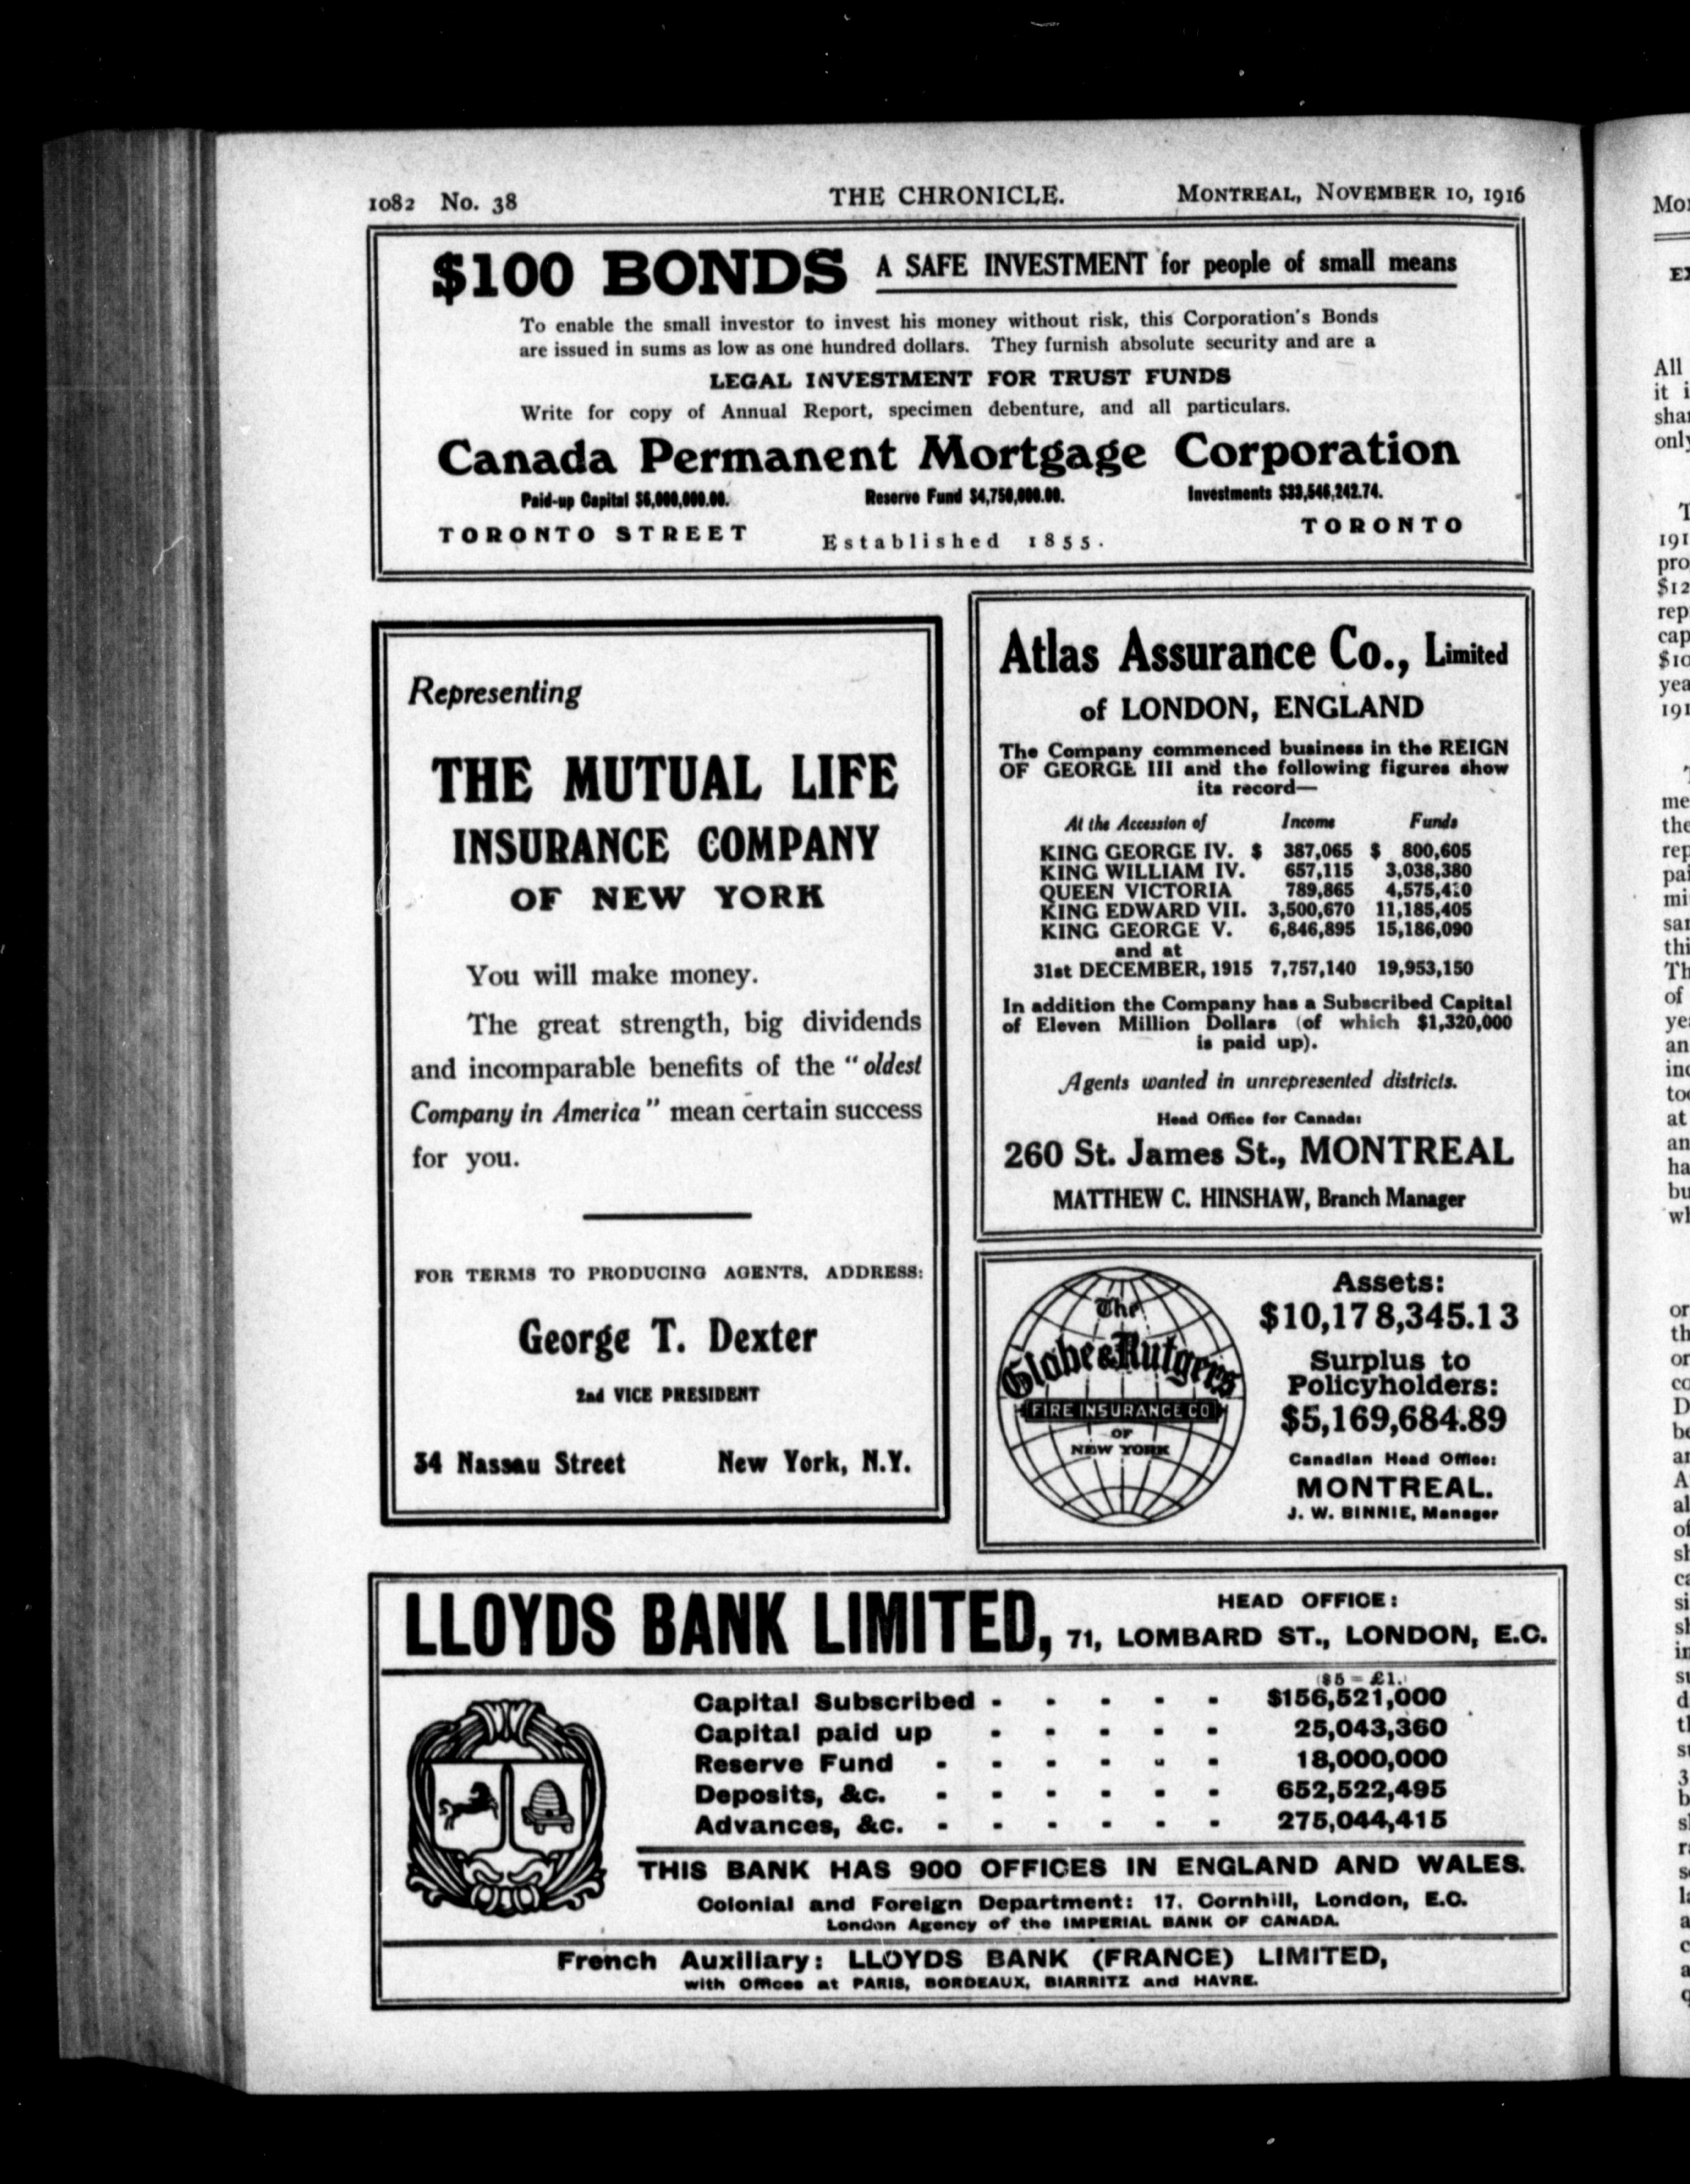 1082 No. 38 THE CHRONICLE. MONTREAL, NOVEMBER 10, 1916
$100 BONDS A SAFE INVESTMENT for people of small means
To enable the small investor to invest his money without risk, this Corporation's Bonds
are issued in sums as low as one hundred dollars. They furnish absolute security and are a
LEGAL INVESTMENT FOR TRUST FUNDS
Write for copy of Annual Report, specimen debenture, and all particulars.
Canada Permanent Mortgage Corporation
Paid-up Capital $6,000,000.00. Reserve Fund $4,750,000.00. Investments $33,546,242.74.
TORONTO STREET Established 1855. TORONTO
Representing
THE MUTUAL LIFE
INSURANCE COMPANY
OF NEW YORK
You will make money.
The great strength, big dividends
and incomparable benefits of the "oldest
Company in America" mean certain success
for you.
FOR TERMS TO PRODUCING AGENTS, ADDRESS:
George T. Dexter
2nd VICE PRESIDENT
34 Nassau Street New York, N.Y.
Atlas Assurance Co., Limited
of LONDON, ENGLAND
The Company commenced business in the REIGN
OF GEORGE III and the following figures show
its record—
At the Accession of Income Funds
KING GEORGE IV. $ 387,065 $ 800,605
KING WILLIAM IV. 657,115 3,038,380
QUEEN VICTORIA 789,865 4,575,410
KING EDWARD VII. 3,500,670 11,185,405
KING GEORGE V. 6,846,895 15,186,090
and at
31st DECEMBER, 1915 7,757,140 19,953,150
In addition the Company has a Subscribed Capital
of Eleven Million Dollars (of which $1,320,000
is paid up).
Agents wanted in unrepresented districts.
Head Office for Canada:
260 St. James St., MONTREAL
MATTHEW C. HINSHAW, Branch Manager
The
Globe & Rutgers
FIRE INSURANCE CO
OF
NEW YORK
Assets:
$10,178,345.13
Surplus to
Policyholders:
$5,169,684.89
Canadian Head Office:
MONTREAL.
J. W. BINNIE, Manager
LLOYDS BANK LIMITED,
HEAD OFFICE:
71, LOMBARD ST., LONDON, E.C.
($5 = £1.)
Capital Subscribed - - - - - $156,521,000
Capital paid up - - - - - 25,043,360
Reserve Fund - - - - - - 18,000,000
Deposits, &c. - - - - - - 652,522,495
Advances, &c. - - - - - - 275,044,415
THIS BANK HAS 900 OFFICES IN ENGLAND AND WALES.
Colonial and Foreign Department: 17, Cornhill, London, E.C.
London Agency of the IMPERIAL BANK OF CANADA.
French Auxiliary: LLOYDS BANK (FRANCE) LIMITED,
with Offices at PARIS, BORDEAUX, BIARRITZ and HAVRE.